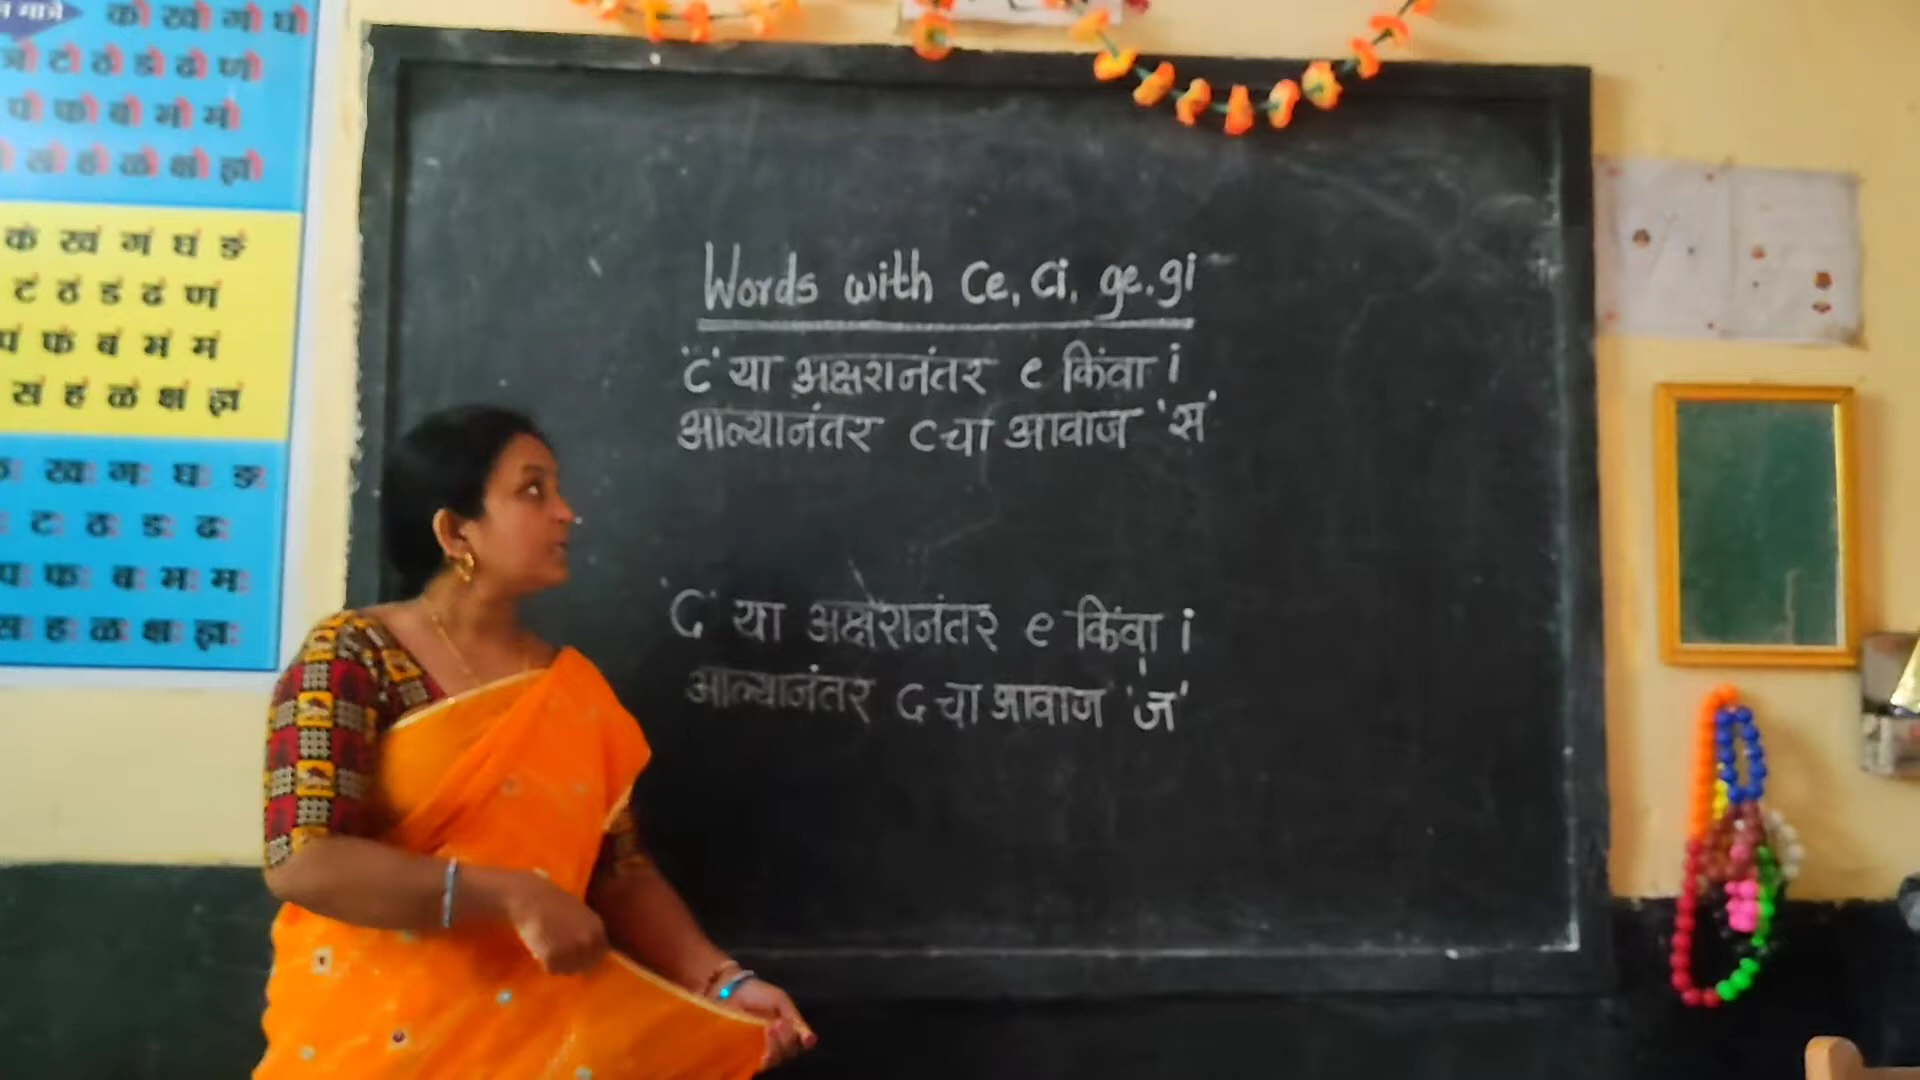 को खो गो घो
टो ठो डो ढो णो
पो फो बो भो मो
सो हो ळो क्षो ज्ञो
कं खं गं घं ङं
टं ठं डं ढं णं
पं फं बं भं मं
सं हं ळं क्षं ज्ञं
खः गः घः ङः
टः ठः डः ढः
पः फः बः भः मः
सः हः ळः क्षः ज्ञः
Words with Ce, Ci, ge, gi
'C' या अक्षरानंतर e किंवा i
आल्यानंतर C चा आवाज 'स'
'G' या अक्षरानंतर e किंवा i
आल्यानंतर G चा आवाज 'ज'